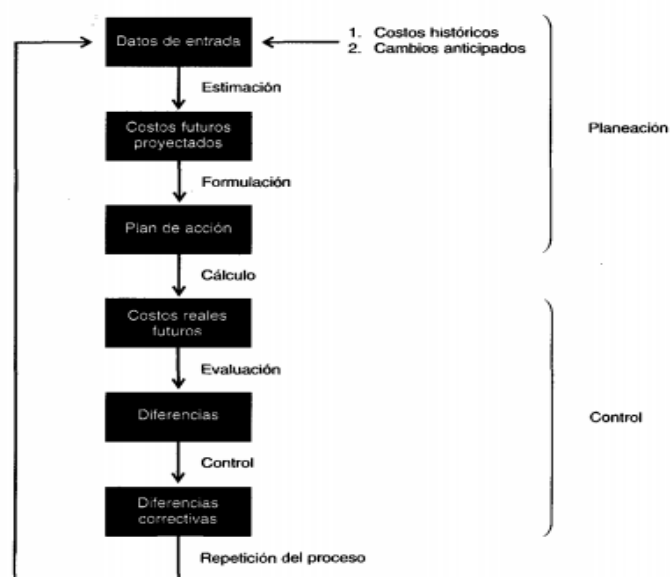 Datos de entrada
1. Costos históricos
2. Cambios anticipados
Estimación
Costos futuros
proyectados
Planeación
Formulación
Plan de acción
Cálculo
Costos reales
futuros
Evaluación
Diferencias
Control
Control
Diferencias
correctivas
Repetición del proceso